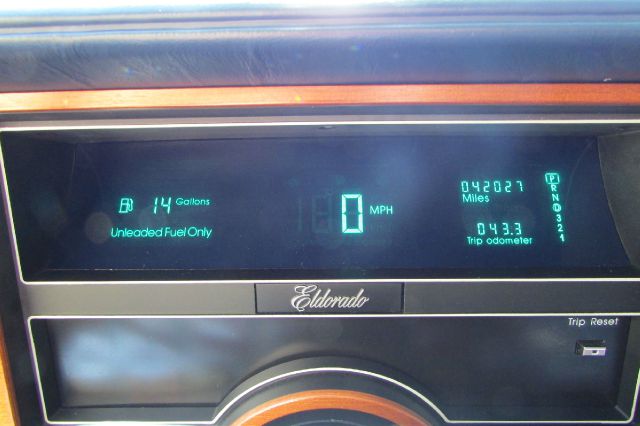 14 Gallons
Unleaded Fuel Only
0 MPH
042027
Miles
043.3
Trip odometer
P
R
N
D
3
2
1
Eldorado
Trip Reset